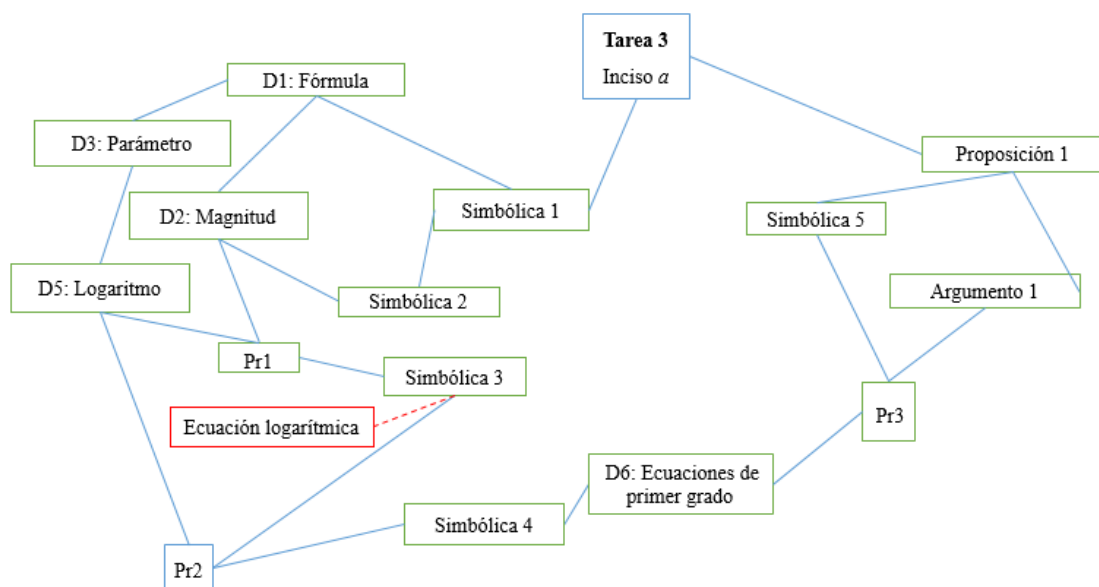 Tarea 3
Inciso a
D1: Fórmula
D3: Parámetro
Proposición 1
D2: Magnitud
Simbólica 1
Simbólica 5
D5: Logaritmo
Simbólica 2
Argumento 1
Pr1
Simbólica 3
Ecuación logarítmica
Pr3
D6: Ecuaciones de
primer grado
Simbólica 4
Pr2